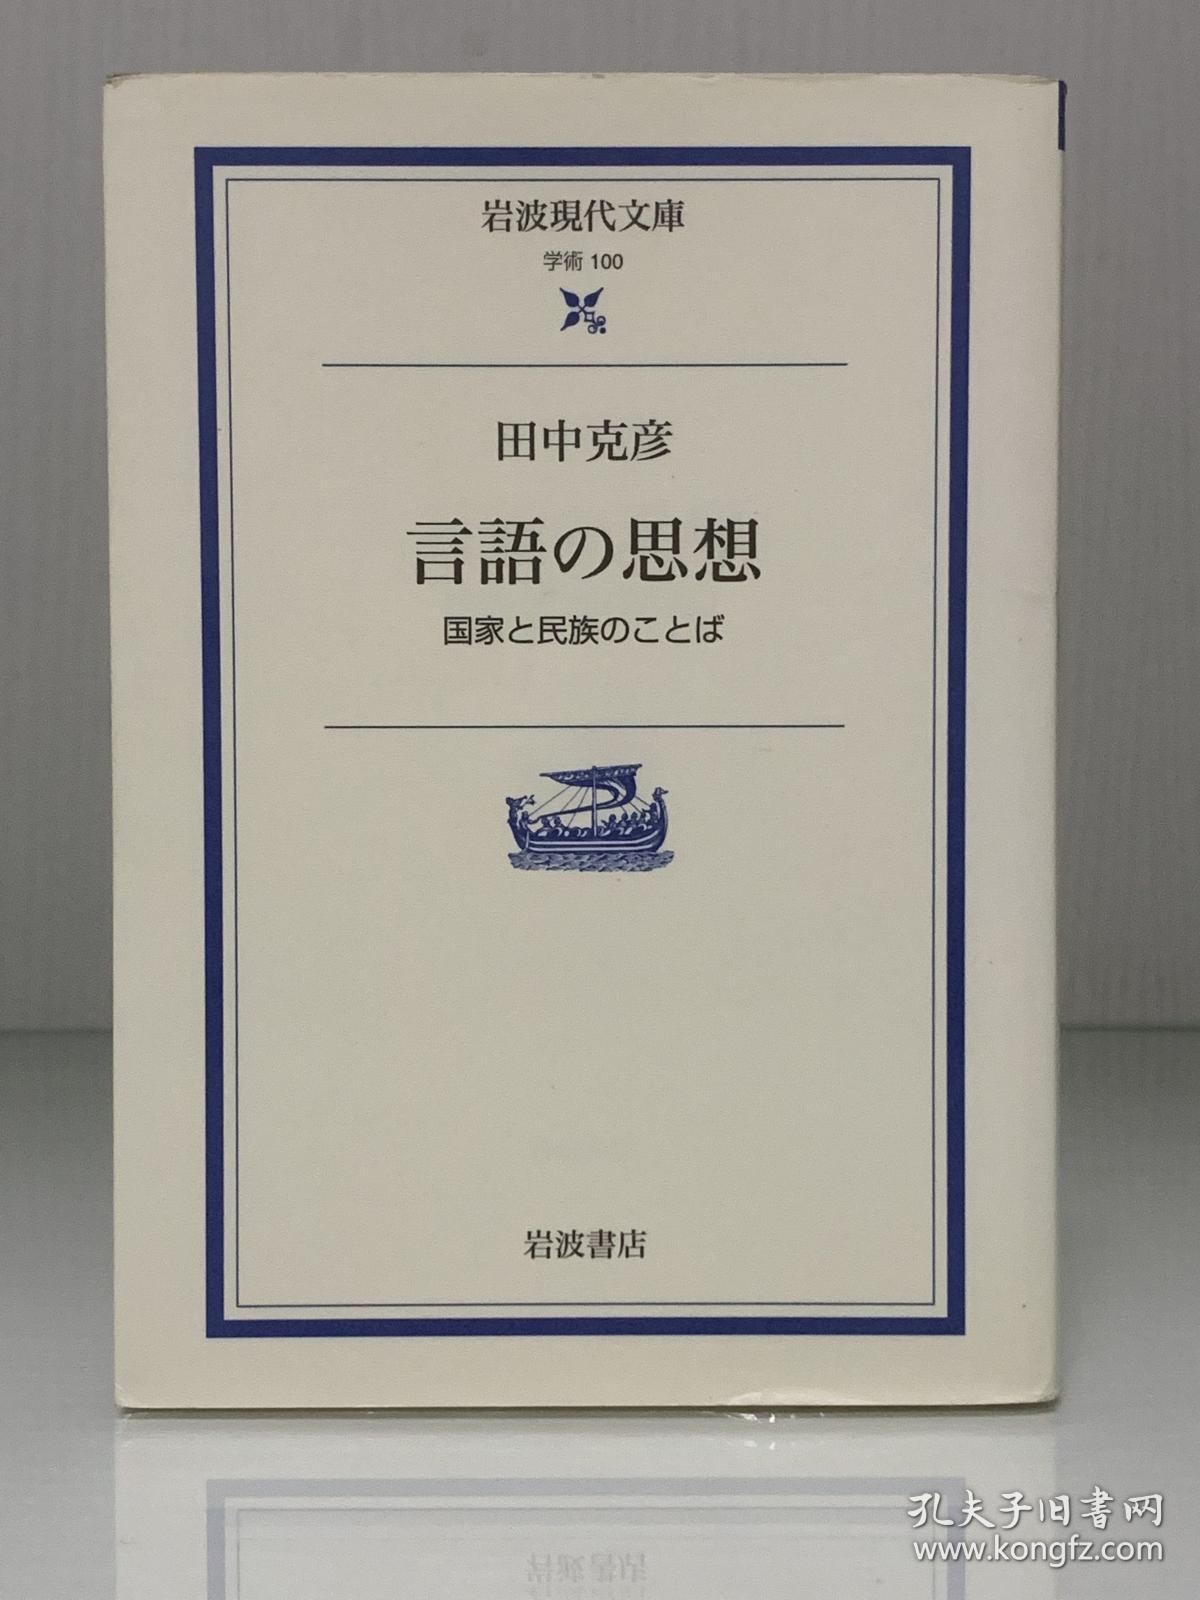 岩波現代文庫
学術 100
田中克彦
言語の思想
国家と民族のことば
岩波書店
孔夫子旧書网
www.kongfz.com